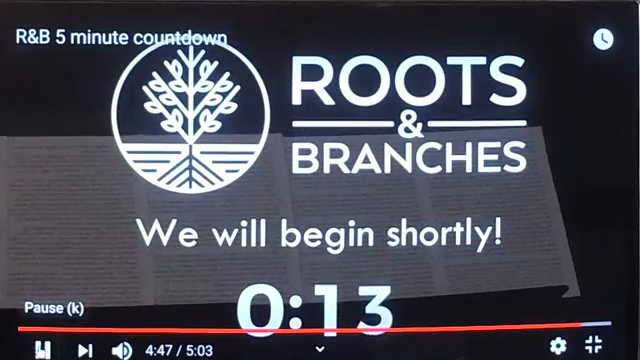 R&B 5 minute countdown
ROOTS
&
BRANCHES
We will begin shortly!
0:13
Pause (k)
4:47 / 5:03